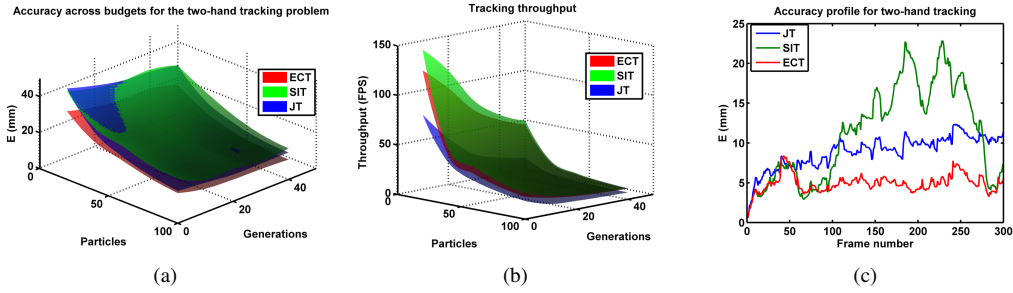 Accuracy across budgets for the two-hand tracking problem
E (mm)
40
20
0
0
50
100
Particles
0
20
40
Generations
ECT
SIT
JT
(a)
Tracking throughput
Throughput (FPS)
150
100
50
0
0
50
100
Particles
0
20
40
Generations
ECT
SIT
JT
(b)
Accuracy profile for two-hand tracking
E (mm)
25
20
15
10
5
0
0
50
100
150
200
250
300
Frame number
JT
SIT
ECT
(c)